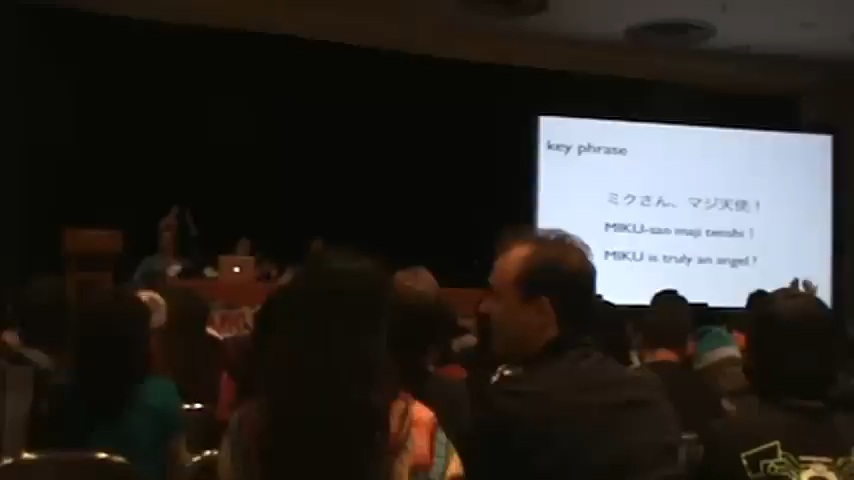 key phrase
ミクさん、マジ天使！
MIKU-san maji tenshi！
MIKU is truly an angel！